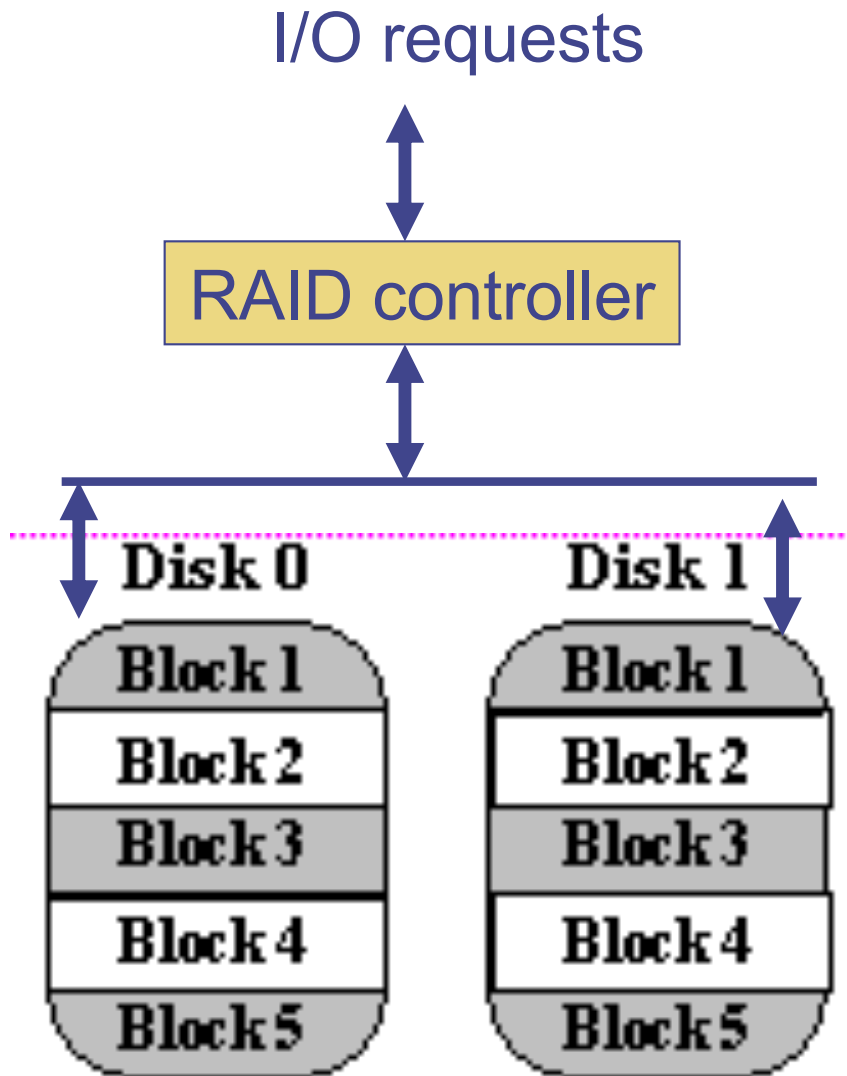 I/O requests
RAID controller
Disk 0 Disk 1
Block 1 Block 1
Block 2 Block 2
Block 3 Block 3
Block 4 Block 4
Block 5 Block 5